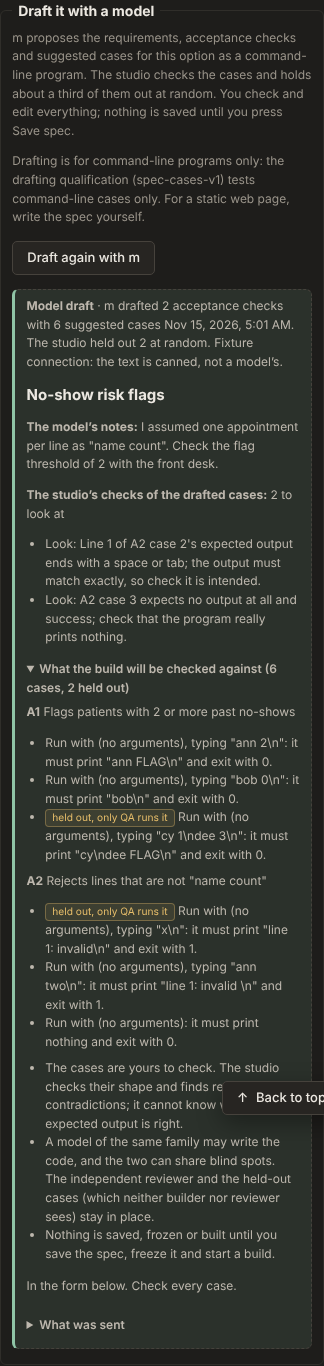 Draft it with a model
m proposes the requirements, acceptance checks
and suggested cases for this option as a command-
line program. The studio checks the cases and holds
about a third of them out at random. You check and
edit everything; nothing is saved until you press
Save spec.
Drafting is for command-line programs only: the
drafting qualification (spec-cases-v1) tests
command-line cases only. For a static web page,
write the spec yourself.
Draft again with m
Model draft · m drafted 2 acceptance checks
with 6 suggested cases Nov 15, 2026, 5:01 AM.
The studio held out 2 at random. Fixture
connection: the text is canned, not a model's.
No-show risk flags
The model's notes: I assumed one appointment
per line as "name count". Check the flag
threshold of 2 with the front desk.
The studio's checks of the drafted cases: 2 to
look at
• Look: Line 1 of A2 case 2's expected output
ends with a space or tab; the output must
match exactly, so check it is intended.
• Look: A2 case 3 expects no output at all and
success; check that the program really
prints nothing.
▼ What the build will be checked against (6
cases, 2 held out)
A1 Flags patients with 2 or more past no-shows
• Run with (no arguments), typing "ann 2\n": it
must print "ann FLAG\n" and exit with 0.
• Run with (no arguments), typing "bob 0\n": it
must print "bob\n" and exit with 0.
• held out, only QA runs it Run with (no
arguments), typing "cy 1\ndee 3\n": it must
print "cy\ndee FLAG\n" and exit with 0.
A2 Rejects lines that are not "name count"
• held out, only QA runs it Run with (no
arguments), typing "x\n": it must print "line
1: invalid\n" and exit with 1.
• Run with (no arguments), typing "ann
two\n": it must print "line 1: invalid \n" and
exit with 1.
• Run with (no arguments): it must print
nothing and exit with 0.
• The cases are yours to check. The studio
checks their shape and finds
contradictions; it cannot know
expected output is right.
↑ Back to top
• A model of the same family may write the
code, and the two can share blind spots.
The independent reviewer and the held-out
cases (which neither builder nor reviewer
sees) stay in place.
• Nothing is saved, frozen or built until you
save the spec, freeze it and start a build.
In the form below. Check every case.
▶ What was sent